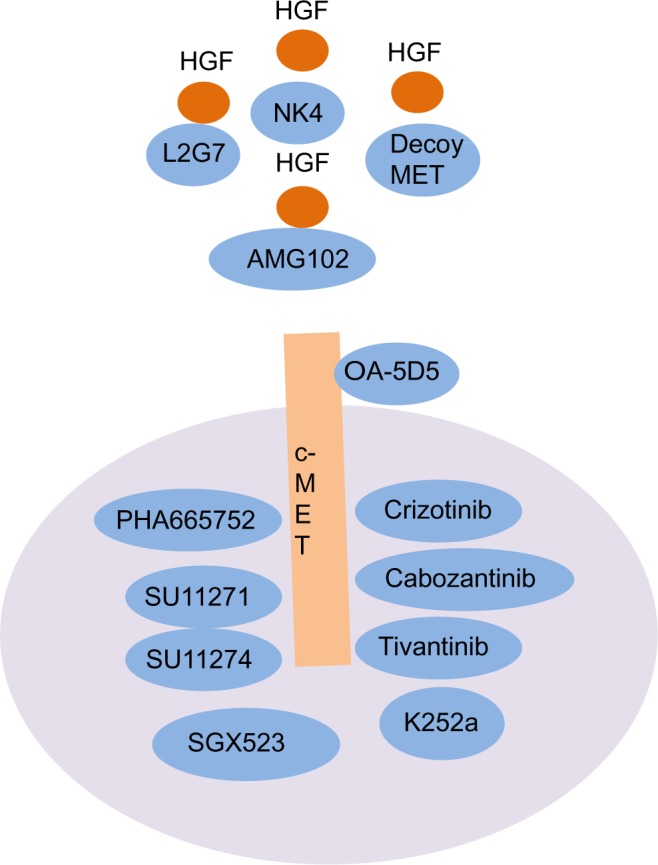 HGF
HGF
HGF
NK4
L2G7
Decoy
MET
HGF
AMG102
OA-5D5
c-
M
E
T
PHA665752
Crizotinib
SU11271
Cabozantinib
SU11274
Tivantinib
SGX523
K252a